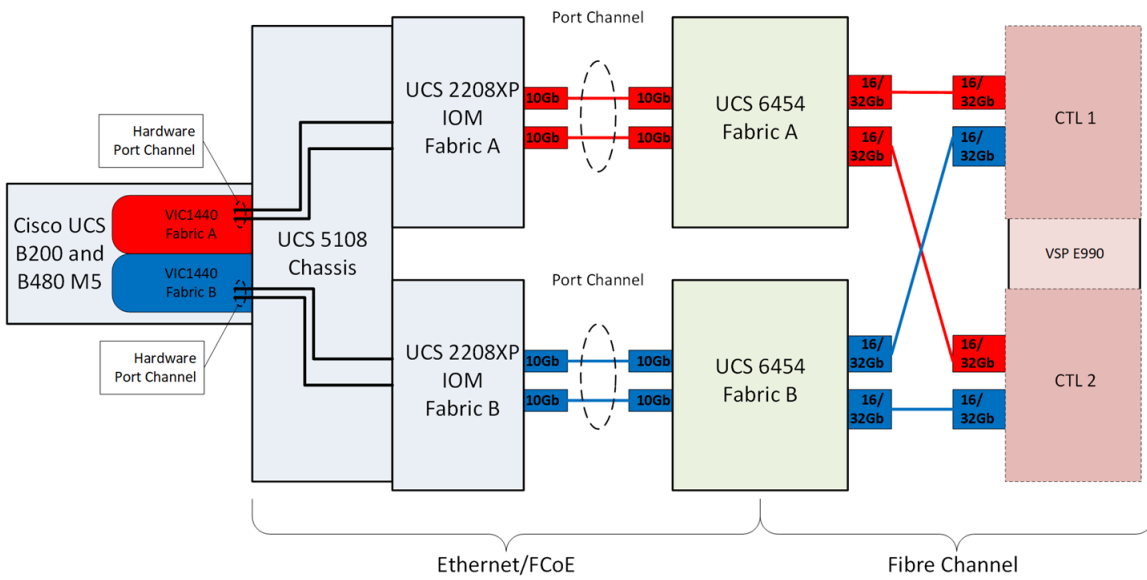 Port Channel
Hardware
Port Channel
Cisco UCS
B200 and
B480 M5
VIC1440
Fabric A
VIC1440
Fabric B
Hardware
Port Channel
UCS 5108
Chassis
UCS 2208XP
IOM
Fabric A
10Gb
10Gb
10Gb
10Gb
UCS 6454
Fabric A
16/
32Gb
16/
32Gb
16/
32Gb
16/
32Gb
CTL 1
VSP E990
Port Channel
UCS 2208XP
IOM
Fabric B
10Gb
10Gb
10Gb
10Gb
UCS 6454
Fabric B
16/
32Gb
16/
32Gb
16/
32Gb
16/
32Gb
CTL 2
Ethernet/FCoE
Fibre Channel